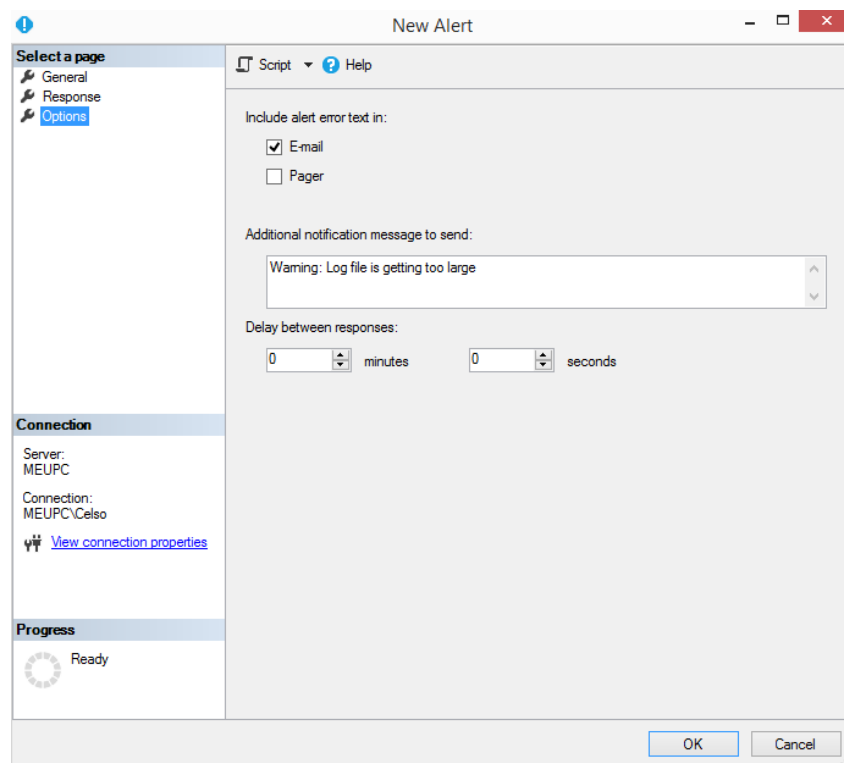 New Alert
Select a page
General
Response
Options
Script
Help
Include alert error text in:
E-mail
Pager
Additional notification message to send:
Warning: Log file is getting too large
Delay between responses:
0 minutes 0 seconds
Connection
Server:
MEUPC
Connection:
MEUPC\Celso
View connection properties
Progress
Ready
OK Cancel